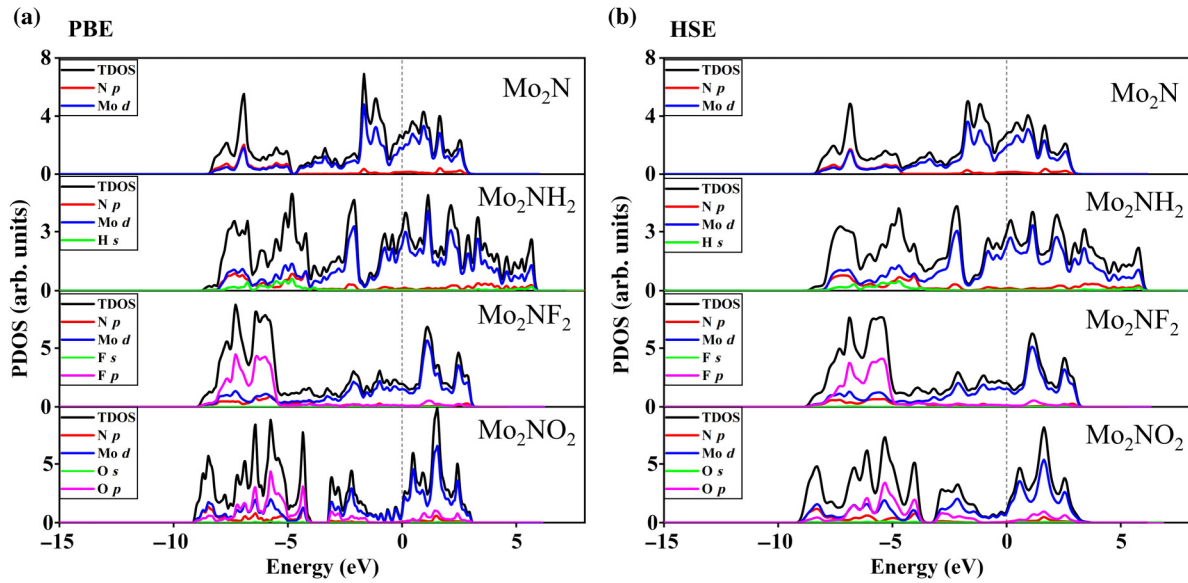 (a) PBE
PDOS (arb. units)
8
4
0
TDOS
N p
Mo d
Mo₂N
3
0
TDOS
N p
Mo d
H s
Mo₂NH₂
5
0
TDOS
N p
Mo d
F s
F p
Mo₂NF₂
5
0
TDOS
N p
Mo d
O s
O p
Mo₂NO₂
−15 −10 −5 0 5
Energy (eV)
(b) HSE
PDOS (arb. units)
8
4
0
TDOS
N p
Mo d
Mo₂N
3
0
TDOS
N p
Mo d
H s
Mo₂NH₂
5
0
TDOS
N p
Mo d
F s
F p
Mo₂NF₂
5
0
TDOS
N p
Mo d
O s
O p
Mo₂NO₂
−15 −10 −5 0 5
Energy (eV)